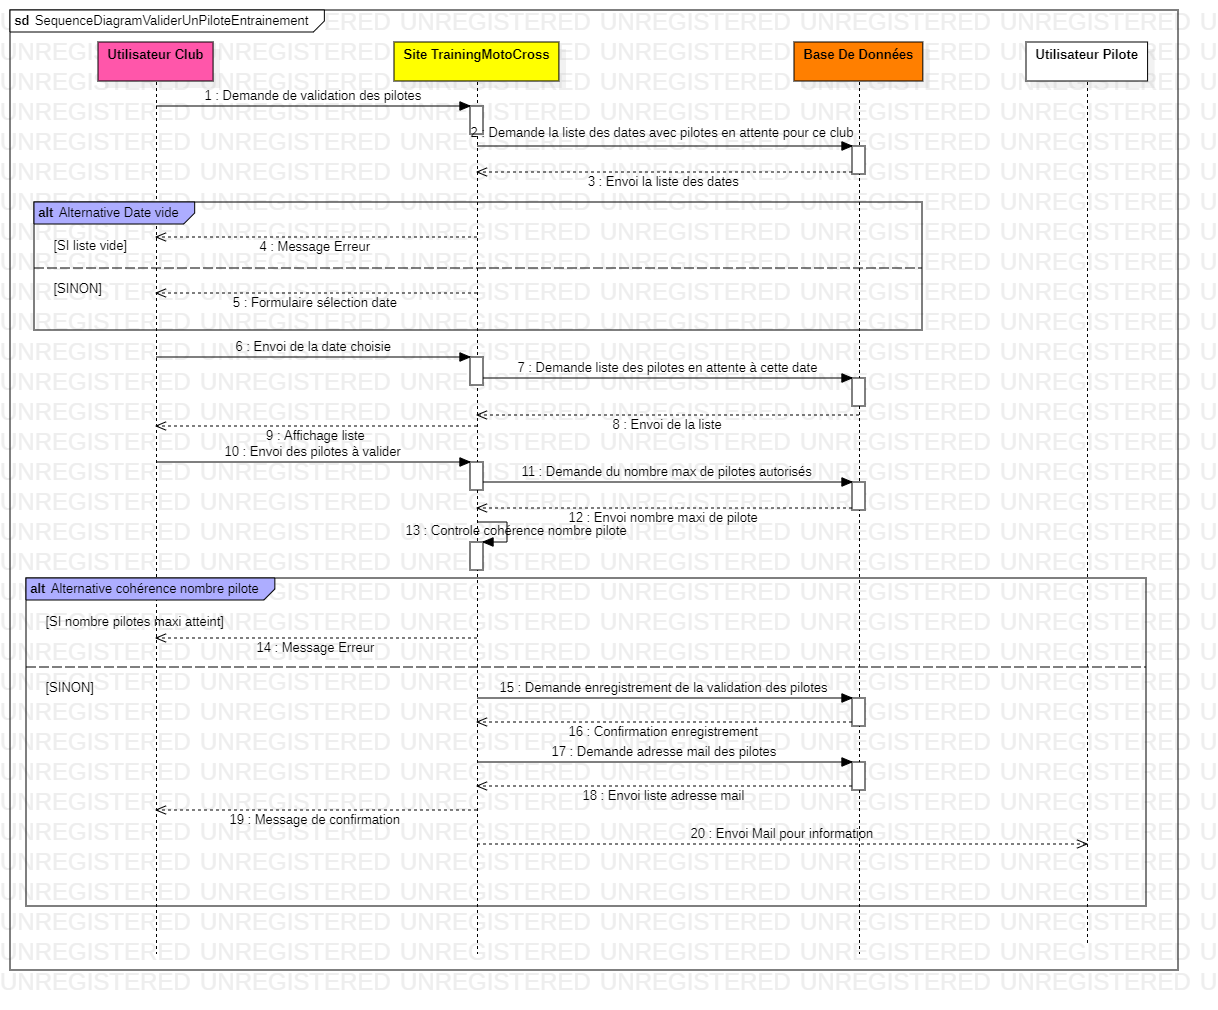 sd SequenceDiagramValiderUnPiloteEntrainement
Utilisateur Club
Site TrainingMotoCross
Base De Données
Utilisateur Pilote
1 : Demande de validation des pilotes
2 : Demande la liste des dates avec pilotes en attente pour ce club
3 : Envoi la liste des dates
alt Alternative Date vide
[SI liste vide]
4 : Message Erreur
[SINON]
5 : Formulaire sélection date
6 : Envoi de la date choisie
7 : Demande liste des pilotes en attente à cette date
8 : Envoi de la liste
9 : Affichage liste
10 : Envoi des pilotes à valider
11 : Demande du nombre max de pilotes autorisés
12 : Envoi nombre maxi de pilote
13 : Controle cohérence nombre pilote
alt Alternative cohérence nombre pilote
[SI nombre pilotes maxi atteint]
14 : Message Erreur
[SINON]
15 : Demande enregistrement de la validation des pilotes
16 : Confirmation enregistrement
17 : Demande adresse mail des pilotes
18 : Envoi liste adresse mail
19 : Message de confirmation
20 : Envoi Mail pour information
UNREGISTERED